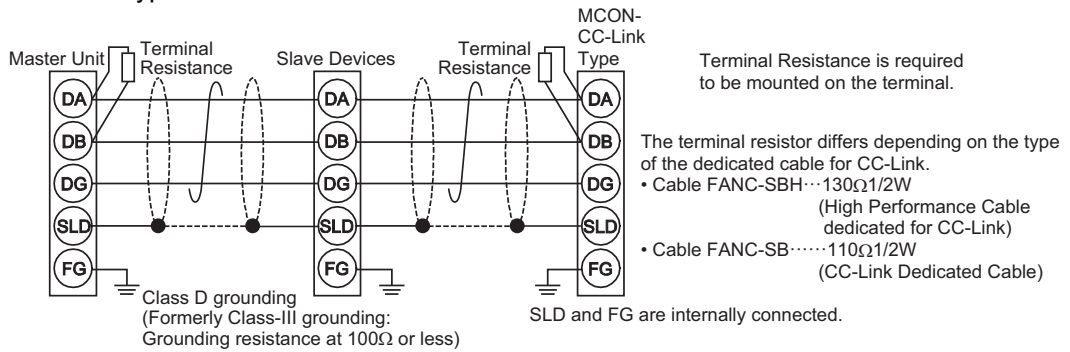 MCON-
CC-Link
Type
Master Unit
Terminal
Resistance
Slave Devices
Terminal
Resistance
Terminal Resistance is required
to be mounted on the terminal.
DA
DA
DA
DB
DB
DB
DG
DG
DG
SLD
SLD
SLD
FG
FG
FG
The terminal resistor differs depending on the type
of the dedicated cable for CC-Link.
• Cable FANC-SBH⋯130Ω1/2W
(High Performance Cable
dedicated for CC-Link)
• Cable FANC-SB⋯⋯110Ω1/2W
(CC-Link Dedicated Cable)
Class D grounding
(Formerly Class-III grounding:
Grounding resistance at 100Ω or less)
SLD and FG are internally connected.